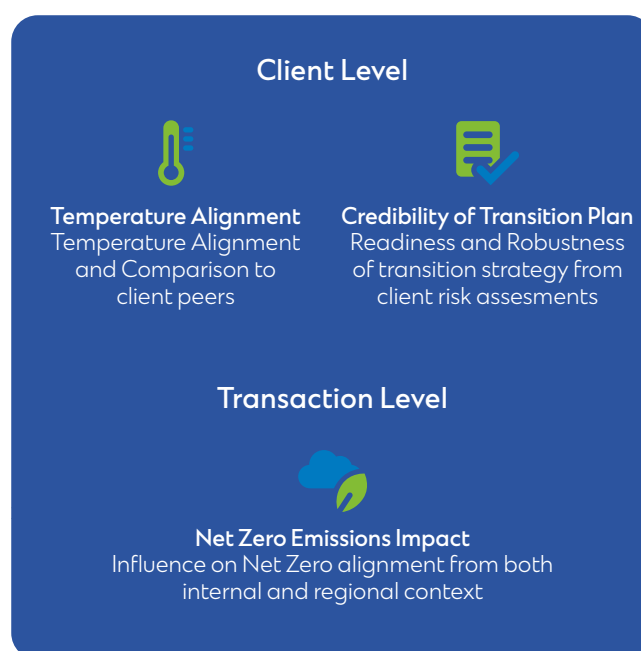 Client Level
Temperature Alignment
Temperature Alignment
and Comparison to
client peers
Credibility of Transition Plan
Readiness and Robustness
of transition strategy from
client risk assesments
Transaction Level
Net Zero Emissions Impact
Influence on Net Zero alignment from both
internal and regional context